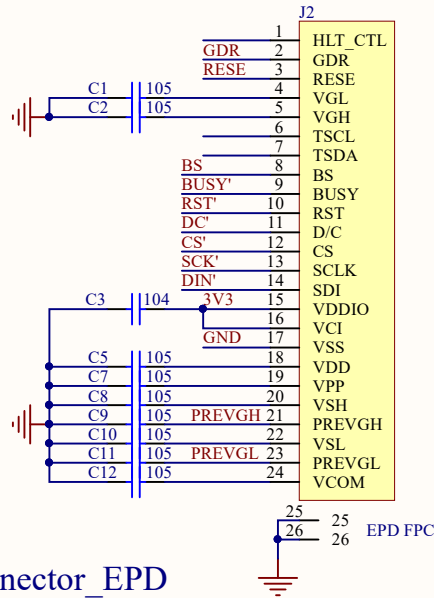 J2
1 HLT_CTL
GDR 2 GDR
RESE 3 RESE
C1 105 4 VGL
C2 105 5 VGH
6 TSCL
7 TSDA
BS 8 BS
BUSY' 9 BUSY
RST' 10 RST
DC' 11 D/C
CS' 12 CS
SCK' 13 SCLK
DIN' 14 SDI
C3 104 3V3 15 VDDIO
16 VCI
GND 17 VSS
C5 105 18 VDD
C7 105 19 VPP
C8 105 20 VSH
C9 105 PREVGH 21 PREVGH
C10 105 22 VSL
C11 105 PREVGL 23 PREVGL
C12 105 24 VCOM
25 25
26 26
EPD FPC
nector_EPD